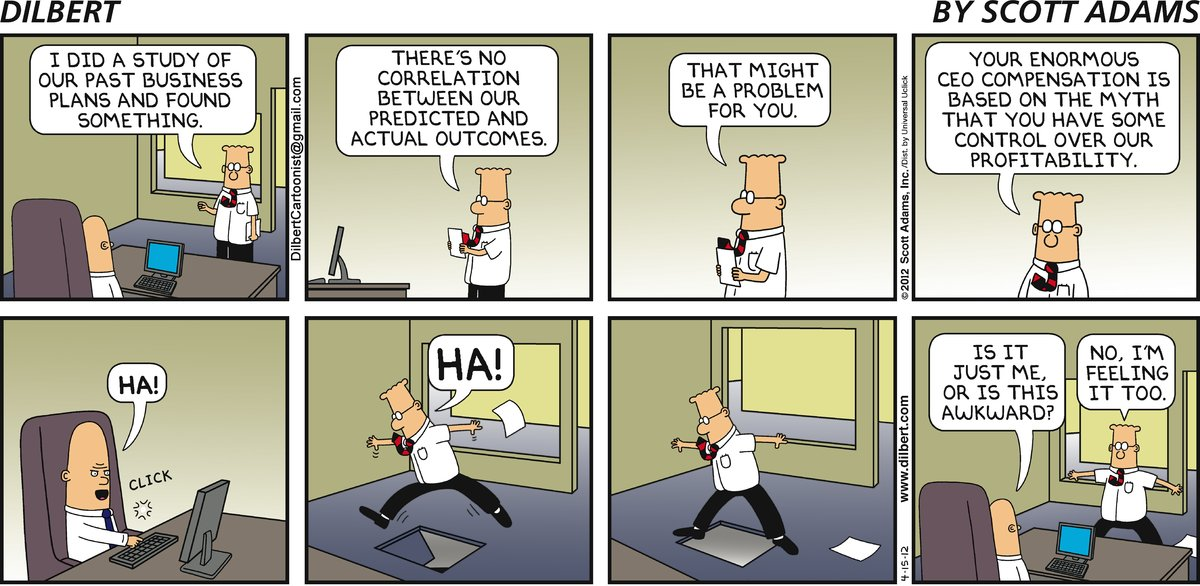 DILBERT
BY SCOTT ADAMS
I DID A STUDY OF
OUR PAST BUSINESS
PLANS AND FOUND
SOMETHING.
DilbertCartoonist@gmail.com
THERE'S NO
CORRELATION
BETWEEN OUR
PREDICTED AND
ACTUAL OUTCOMES.
THAT MIGHT
BE A PROBLEM
FOR YOU.
©2012 Scott Adams, Inc. /Dist. by Universal Uclick
YOUR ENORMOUS
CEO COMPENSATION IS
BASED ON THE MYTH
THAT YOU HAVE SOME
CONTROL OVER OUR
PROFITABILITY.
HA!
CLICK
HA!
4-15-12 www.dilbert.com
IS IT
JUST ME,
OR IS THIS
AWKWARD?
NO, I'M
FEELING
IT TOO.